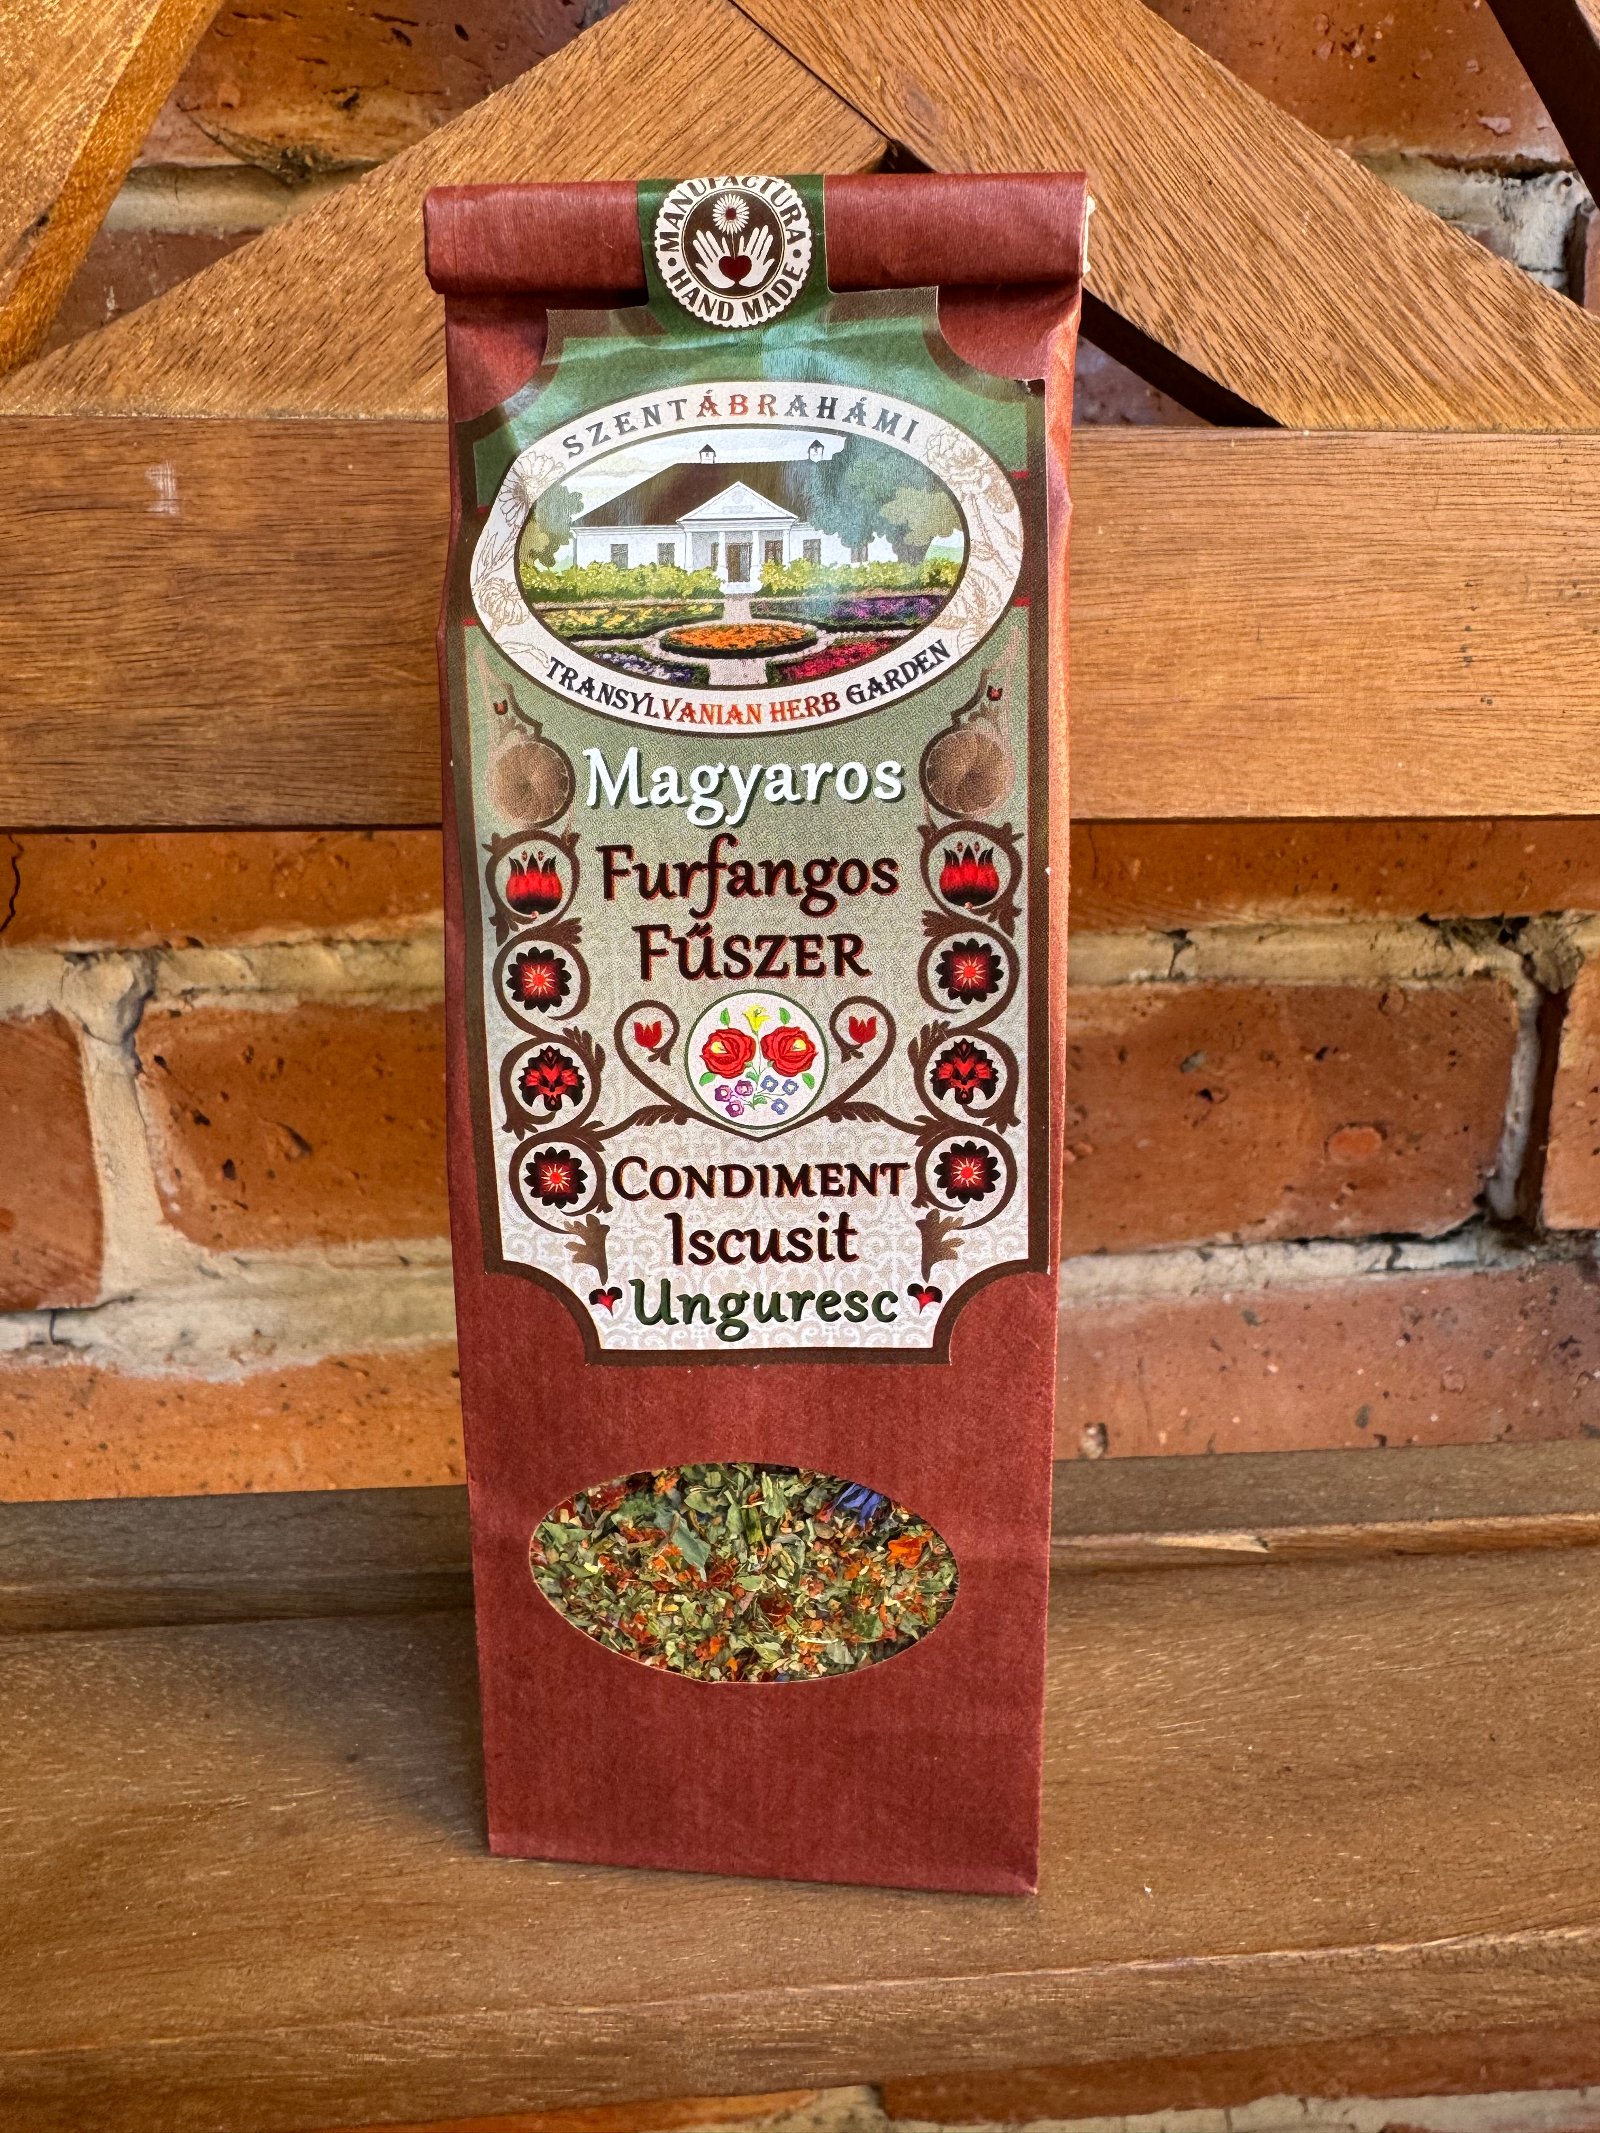 MANUFACTURA
HAND MADE
SZENTÁBRAHÁMI
TRANSYLVANIAN HERB GARDEN
Magyaros
Furfangos
FŰSZER
CONDIMENT
Iscusit
Unguresc